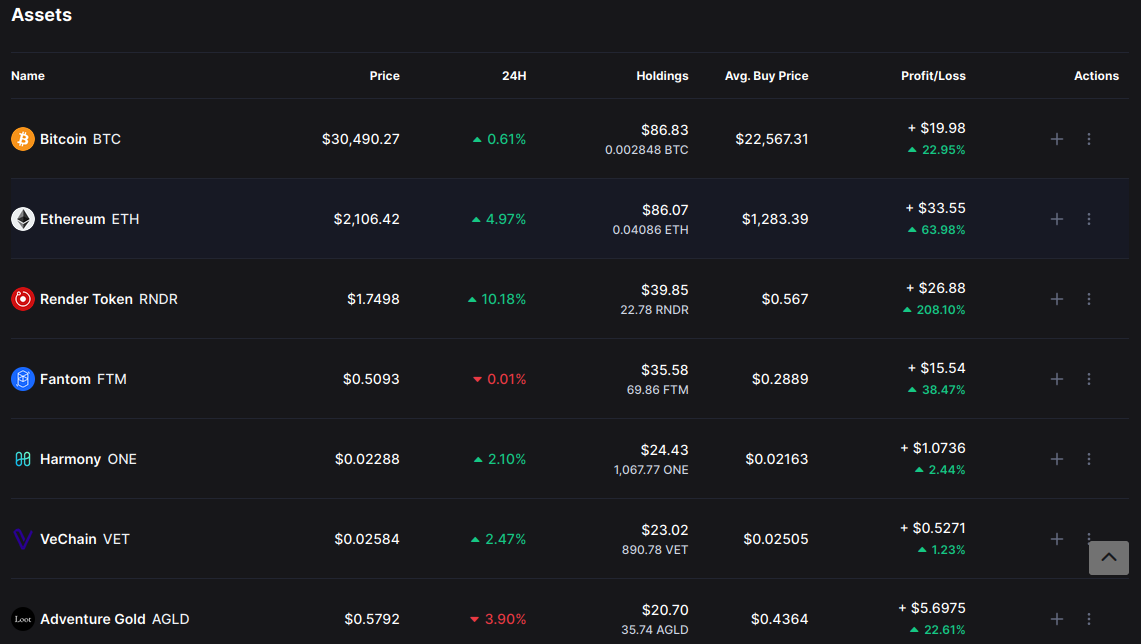 Assets
Name Price 24H Holdings Avg. Buy Price Profit/Loss Actions
Bitcoin BTC $30,490.27 0.61% $86.83 $22,567.31 + $19.98
0.002848 BTC 22.95%
Ethereum ETH $2,106.42 4.97% $86.07 $1,283.39 + $33.55
0.04086 ETH 63.98%
Render Token RNDR $1.7498 10.18% $39.85 $0.567 + $26.88
22.78 RNDR 208.10%
Fantom FTM $0.5093 0.01% $35.58 $0.2889 + $15.54
69.86 FTM 38.47%
Harmony ONE $0.02288 2.10% $24.43 $0.02163 + $1.0736
1,067.77 ONE 2.44%
VeChain VET $0.02584 2.47% $23.02 $0.02505 + $0.5271
890.78 VET 1.23%
Loot Adventure Gold AGLD $0.5792 3.90% $20.70 $0.4364 + $5.6975
35.74 AGLD 22.61%